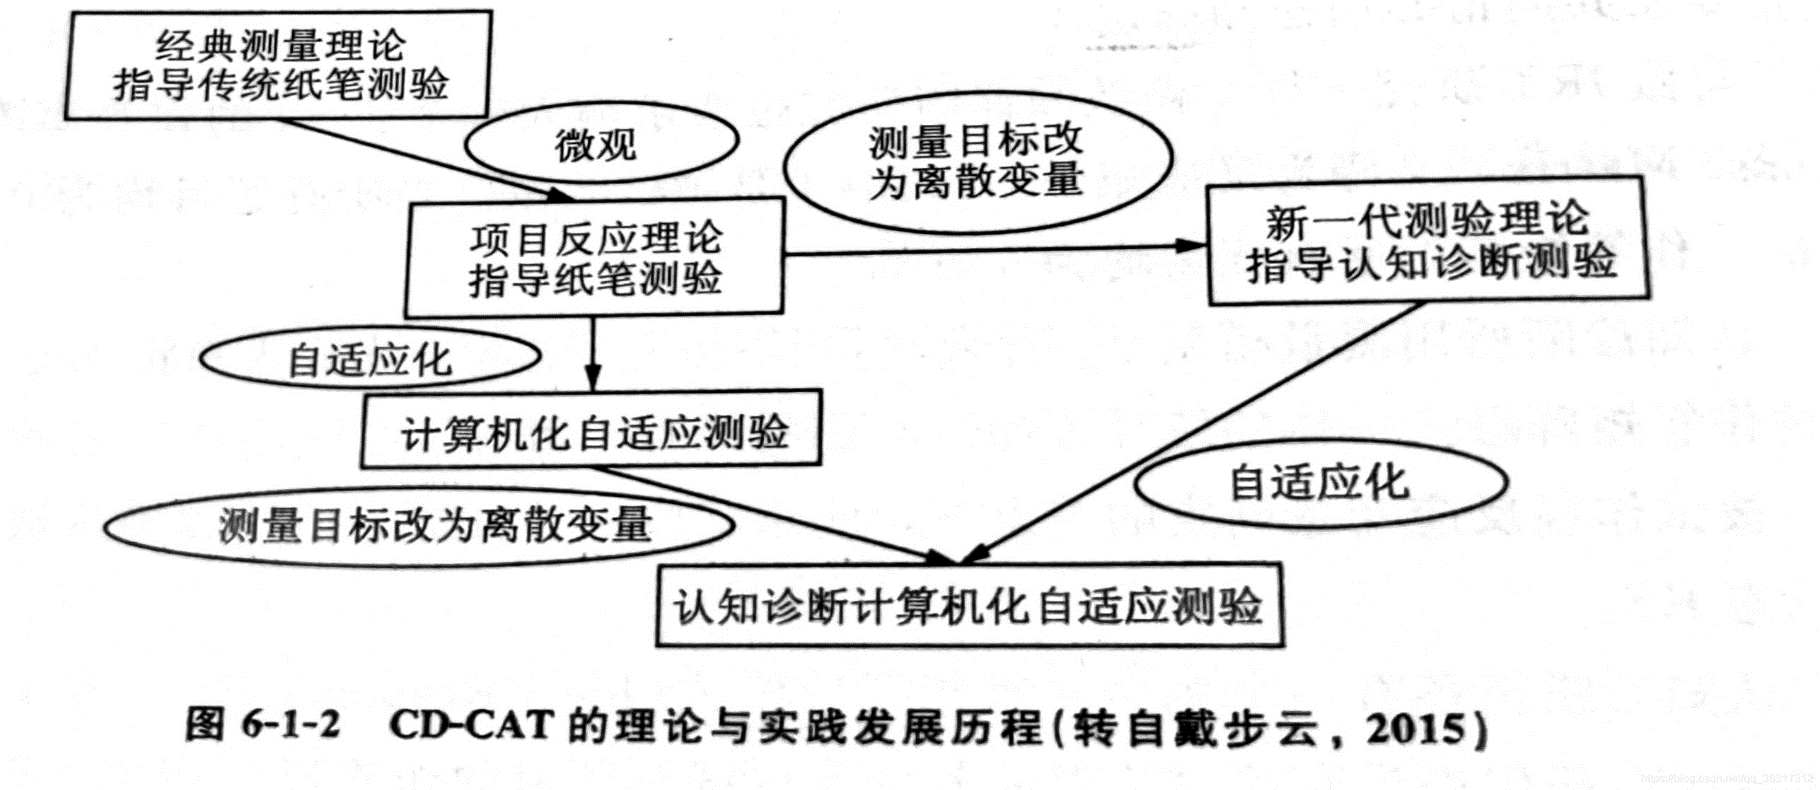 经典测量理论
指导传统纸笔测验
微观
测量目标改
为离散变量
项目反应理论
指导纸笔测验
新一代测验理论
指导认知诊断测验
自适应化
计算机化自适应测验
自适应化
测量目标改为离散变量
认知诊断计算机化自适应测验
图 6-1-2 CD-CAT 的理论与实践发展历程(转自戴步云, 2015)
https://blog.csdn.net/qq_36317312